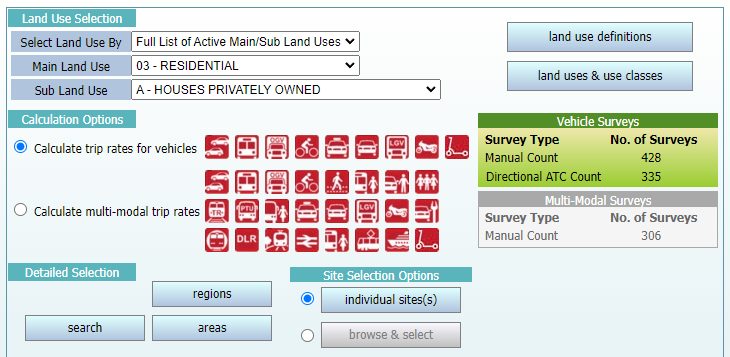 Land Use Selection
Select Land Use By Full List of Active Main/Sub Land Uses
Main Land Use 03 - RESIDENTIAL
Sub Land Use A - HOUSES PRIVATELY OWNED
land use definitions
land uses & use classes
Calculation Options
Calculate trip rates for vehicles
OGV LGV
OGV
Calculate multi-modal trip rates
-TR- PTU LGV
DLR
Vehicle Surveys
Survey Type No. of Surveys
Manual Count 428
Directional ATC Count 335
Multi-Modal Surveys
Survey Type No. of Surveys
Manual Count 306
Detailed Selection
regions
search areas
Site Selection Options
individual sites(s)
browse & select